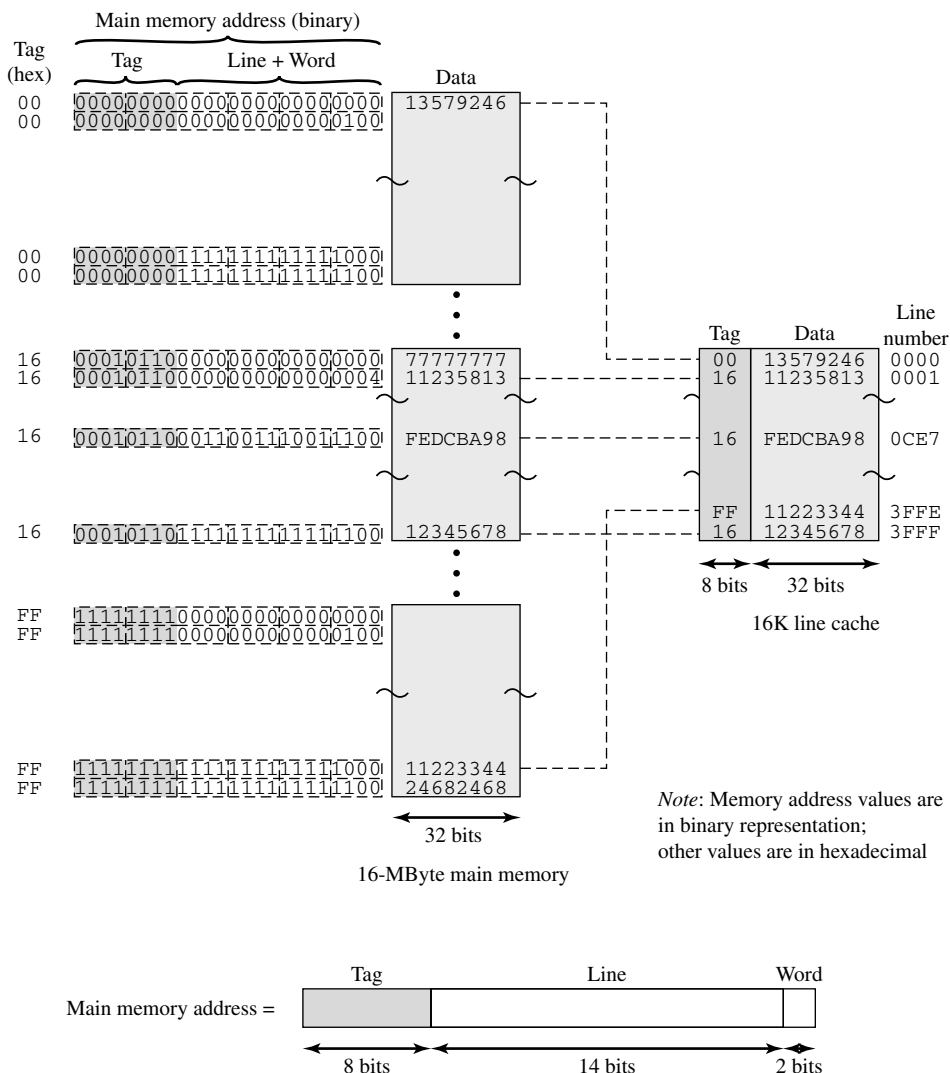 Main memory address (binary)
Tag
(hex)
Tag
Line + Word
Data
00
000000000000000000000000
13579246
00
000000000000000000000100
00
000000001111111111111000
00
000000001111111111111100
16
000101100000000000000000
77777777
16
000101100000000000000004
11235813
16
000101100011001110011100
FEDCBA98
16
000101101111111111111100
12345678
FF
111111110000000000000000
FF
111111110000000000000100
FF
111111111111111111111000
11223344
FF
111111111111111111111100
24682468
32 bits
16-MByte main memory
Tag
Data
Line
number
00
13579246
0000
16
11235813
0001
16
FEDCBA98
0CE7
FF
11223344
3FFE
16
12345678
3FFF
8 bits
32 bits
16K line cache
Note: Memory address values are
in binary representation;
other values are in hexadecimal
Tag
Line
Word
Main memory address =
8 bits
14 bits
2 bits